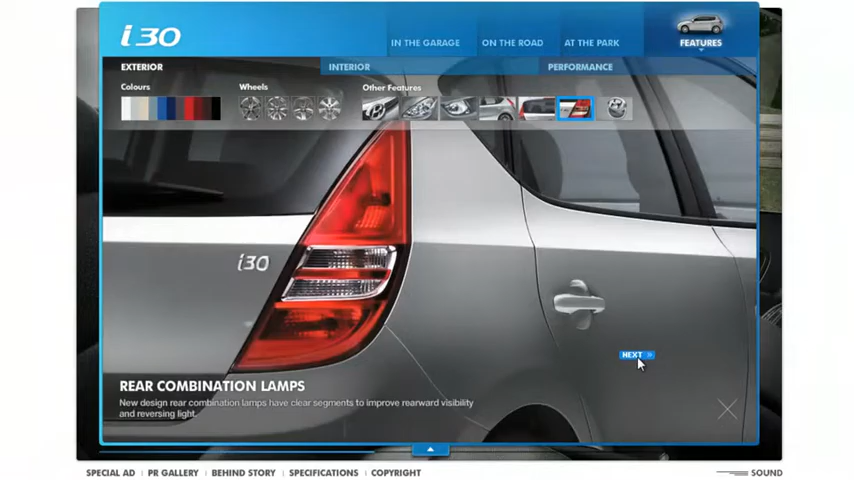 i30
IN THE GARAGE
ON THE ROAD
AT THE PARK
FEATURES
EXTERIOR
INTERIOR
PERFORMANCE
Colours
Wheels
Other Features
i30
NEXT »
REAR COMBINATION LAMPS
New design rear combination lamps have clear segments to improve rearward visibility
and reversing light.
SPECIAL AD
PR GALLERY
BEHIND STORY
SPECIFICATIONS
COPYRIGHT
SOUND